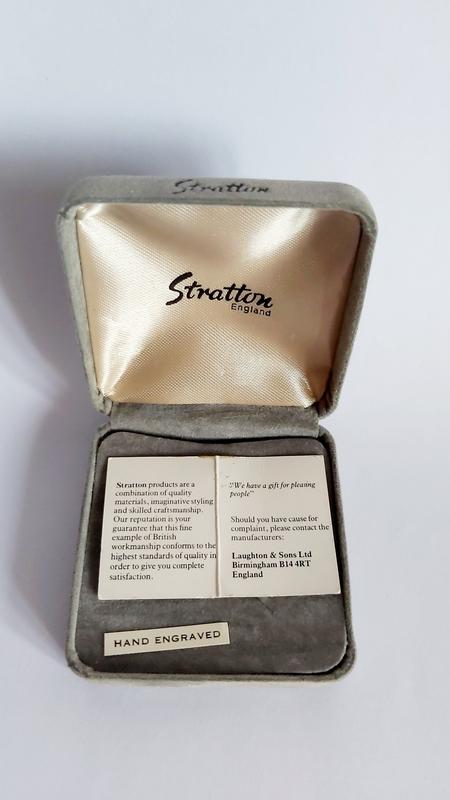 Stratton
Stratton
England
Stratton products are a
combination of quality
materials, imaginative styling
and skilled craftsmanship.
Our reputation is your
guarantee that this fine
example of British
workmanship conforms to the
highest standards of quality in
order to give you complete
satisfaction.
"We have a gift for pleasing
people"
Should you have cause for
complaint, please contact the
manufacturers:
Laughton & Sons Ltd
Birmingham B14 4RT
England
HAND ENGRAVED